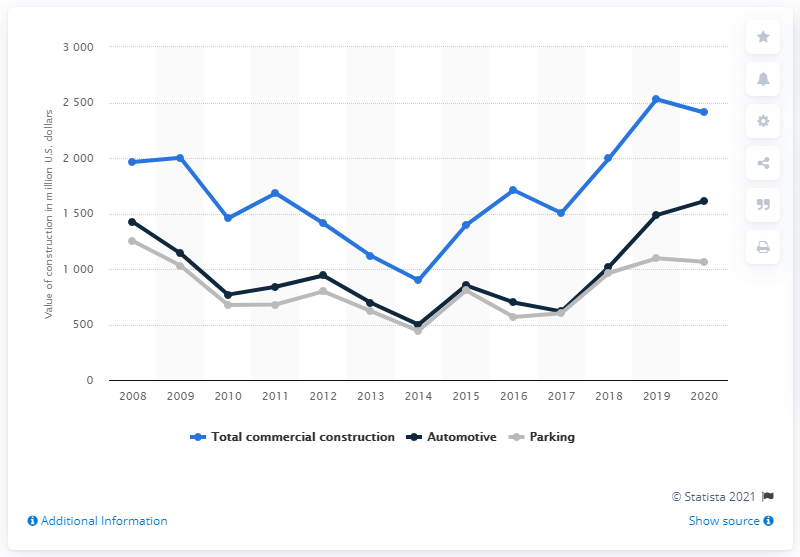 3 000
2 500
2 000
1 500
1 000
500
0
Value of construction in m illion U.S. dollars
2008 2009 2010 2011 2012 2013 2014 2015 2016 2017 2018 2019 2020
Total commercial construction Automotive Parking
© Statista 2021
Additional Information
Show source